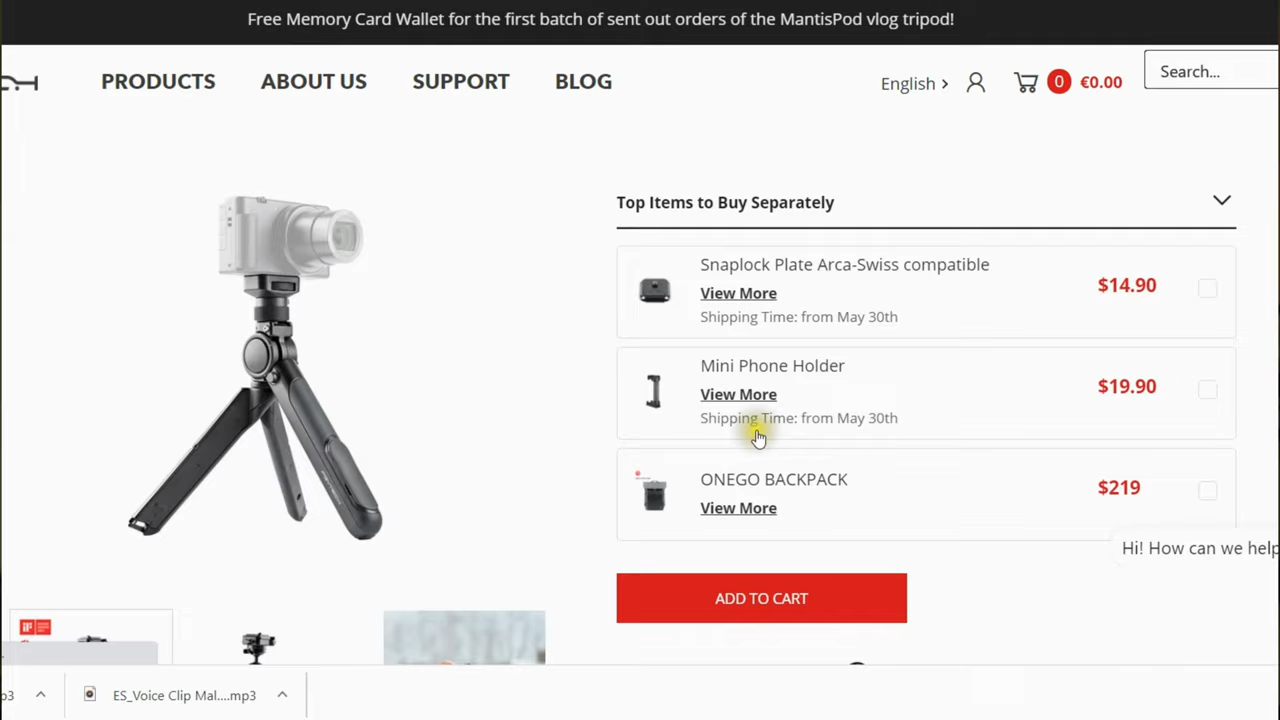 Free Memory Card Wallet for the first batch of sent out orders of the MantisPod vlog tripod!
PRODUCTS
ABOUT US
SUPPORT
BLOG
English
0
€0.00
Search...
Top Items to Buy Separately
Snaplock Plate Arca-Swiss compatible
View More
Shipping Time: from May 30th
$14.90
Mini Phone Holder
View More
Shipping Time: from May 30th
$19.90
ONEGO BACKPACK
View More
$219
Hi! How can we help
ADD TO CART
p3
ES_Voice Clip Mal....mp3